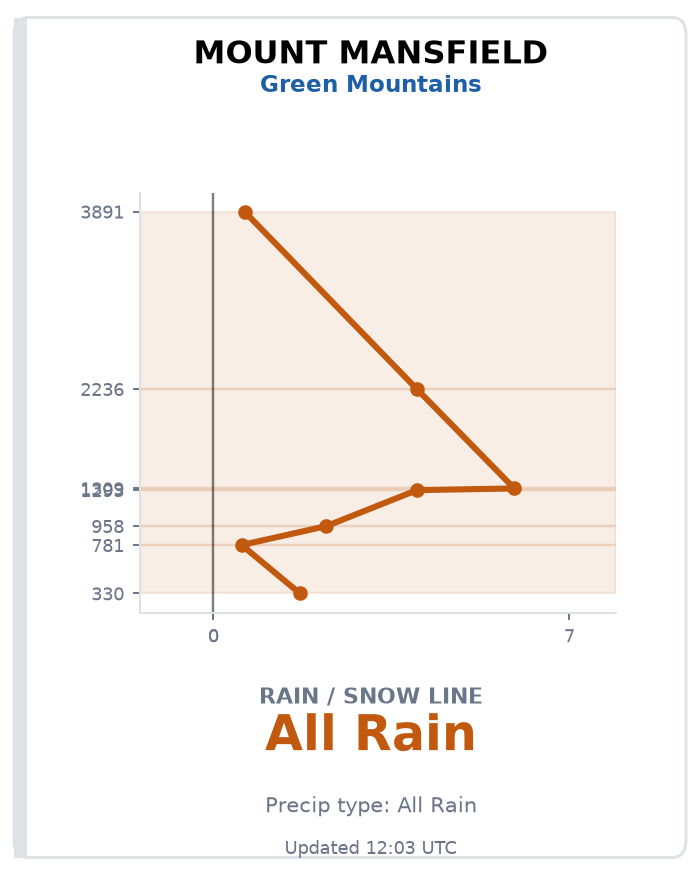 MOUNT MANSFIELD
Green Mountains
3891
2236
958
781
330
0
7
RAIN / SNOW LINE
All Rain
Precip type: All Rain
Updated 12:03 UTC